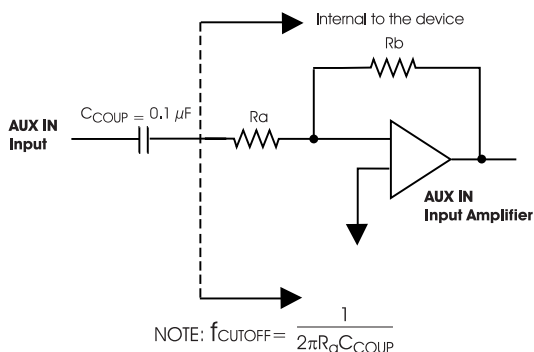 Internal to the device
Rb
CCOUP = 0.1 µF
Ra
AUX IN
Input
AUX IN
Input Amplifier
NOTE: fCUTOFF = 1
2πRaCCOUP